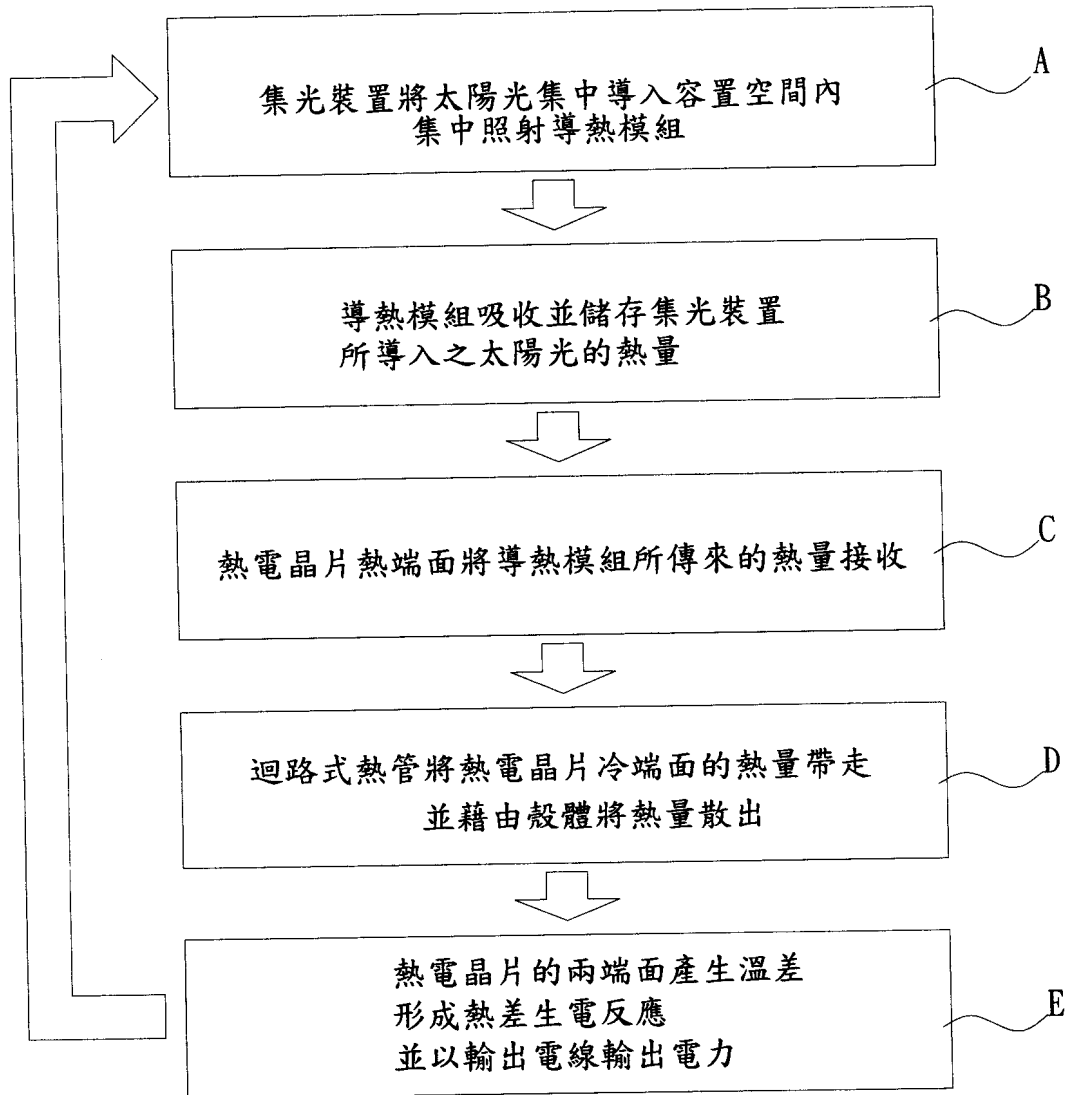 集光裝置將太陽光集中導入容置空間內
集中照射導熱模組
A
導熱模組吸收並儲存集光裝置
所導入之太陽光的熱量
B
熱電晶片熱端面將導熱模組所傳來的熱量接收
C
迴路式熱管將熱電晶片冷端面的熱量帶走
並藉由殼體將熱量散出
D
熱電晶片的兩端面產生溫差
形成熱差生電反應
並以輸出電線輸出電力
E